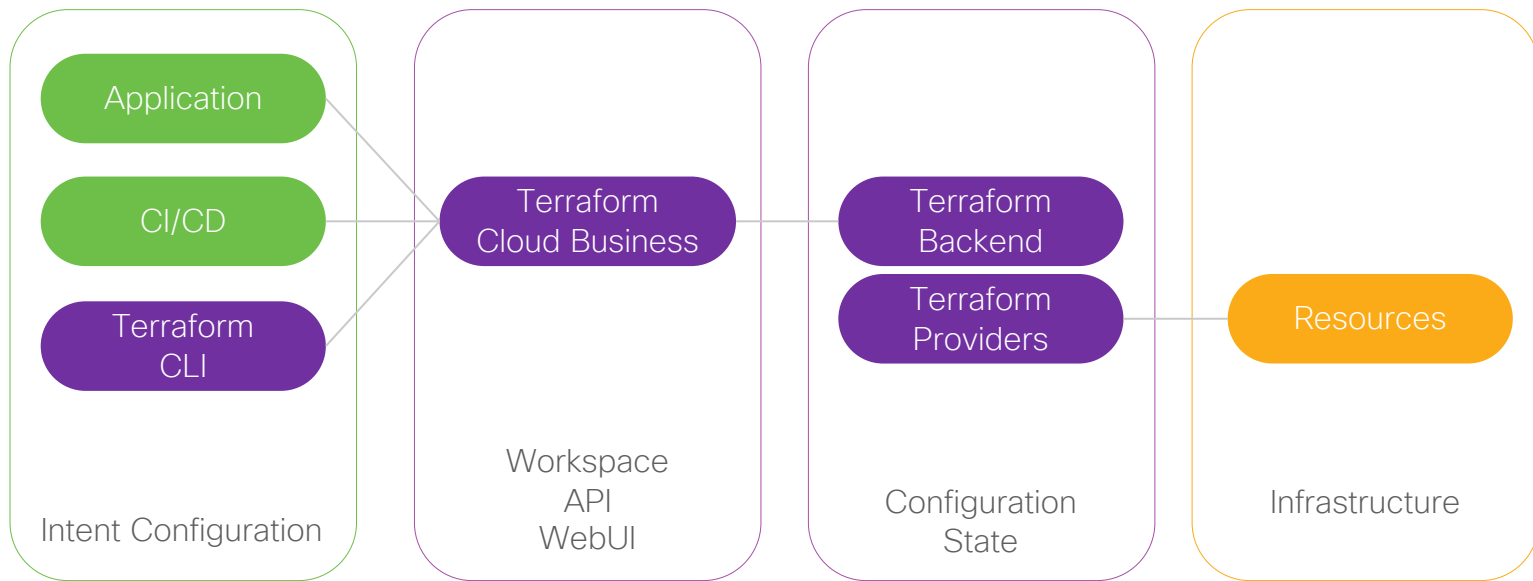 Application
CI/CD
Terraform
CLI
Intent Configuration
Terraform
Cloud Business
Workspace
API
WebUI
Terraform
Backend
Terraform
Providers
Configuration
State
Resources
Infrastructure